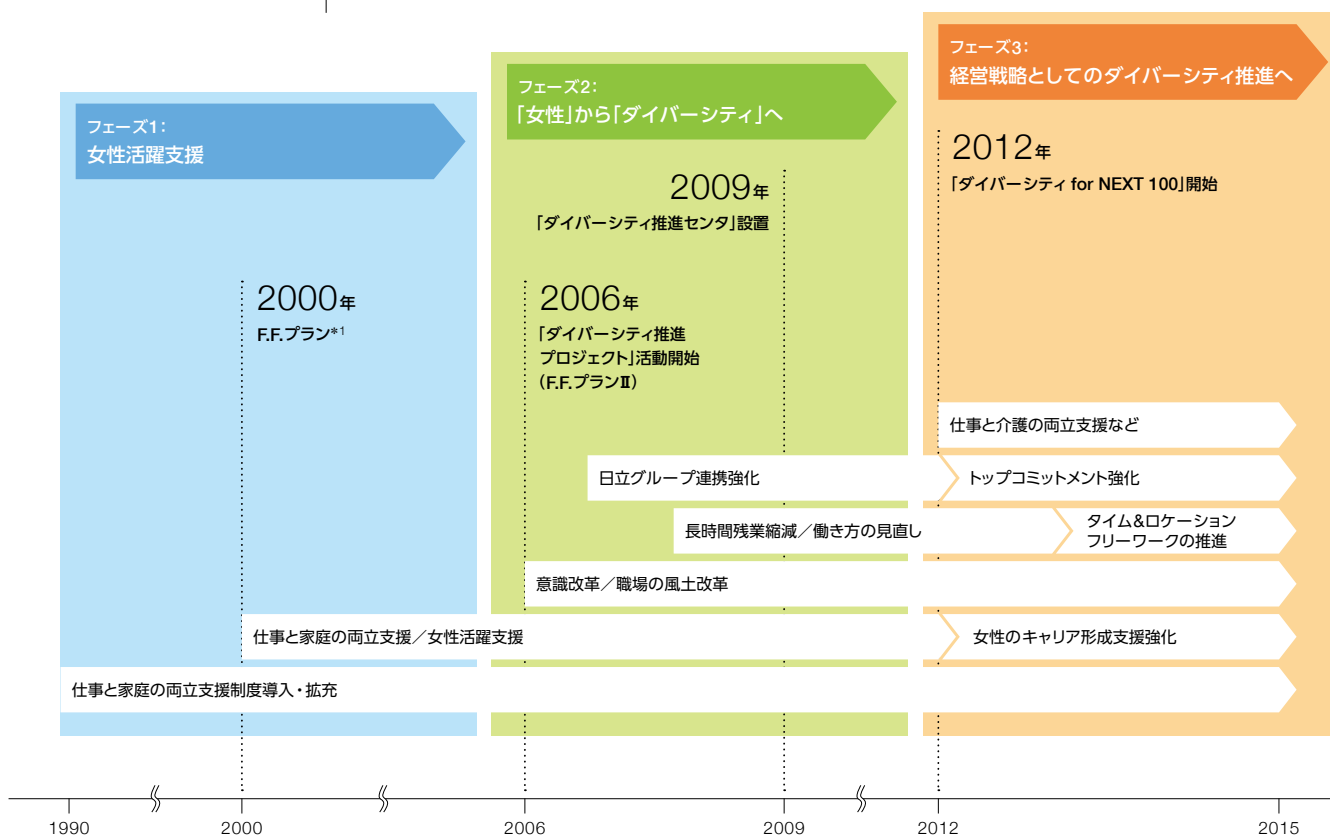 フェーズ1：
女性活躍支援
2000年
F.F.プラン*1
フェーズ2：
「女性」から「ダイバーシティ」へ
2009年
「ダイバーシティ推進センタ」設置
2006年
「ダイバーシティ推進
プロジェクト」活動開始
（F.F.プランⅡ）
フェーズ3：
経営戦略としてのダイバーシティ推進へ
2012年
「ダイバーシティ for NEXT 100」開始
仕事と介護の両立支援など
日立グループ連携強化
トップコミットメント強化
長時間残業縮減／働き方の見直し
タイム&ロケーション
フリーワークの推進
意識改革／職場の風土改革
仕事と家庭の両立支援／女性活躍支援
女性のキャリア形成支援強化
仕事と家庭の両立支援制度導入・拡充
1990
2000
2006
2009
2012
2015